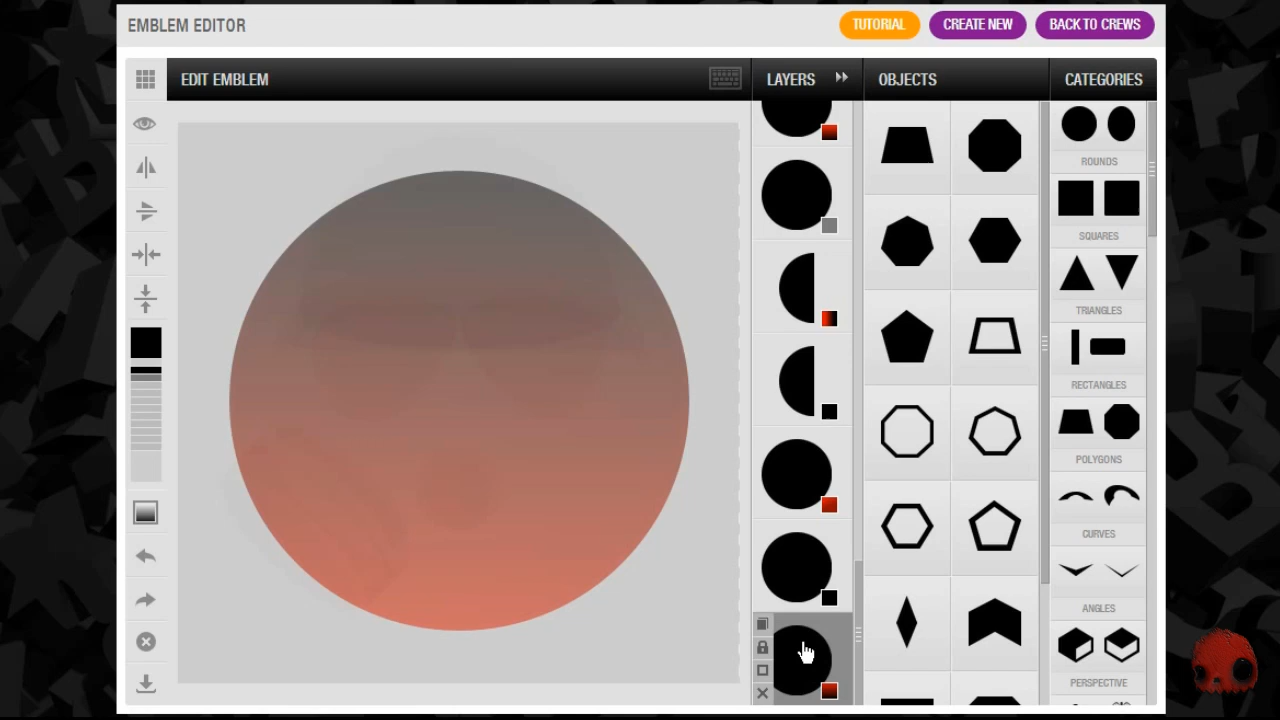 EMBLEM EDITOR
TUTORIAL
CREATE NEW
BACK TO CREWS
EDIT EMBLEM
LAYERS
OBJECTS
CATEGORIES
ROUNDS
SQUARES
TRIANGLES
RECTANGLES
POLYGONS
CURVES
ANGLES
PERSPECTIVE